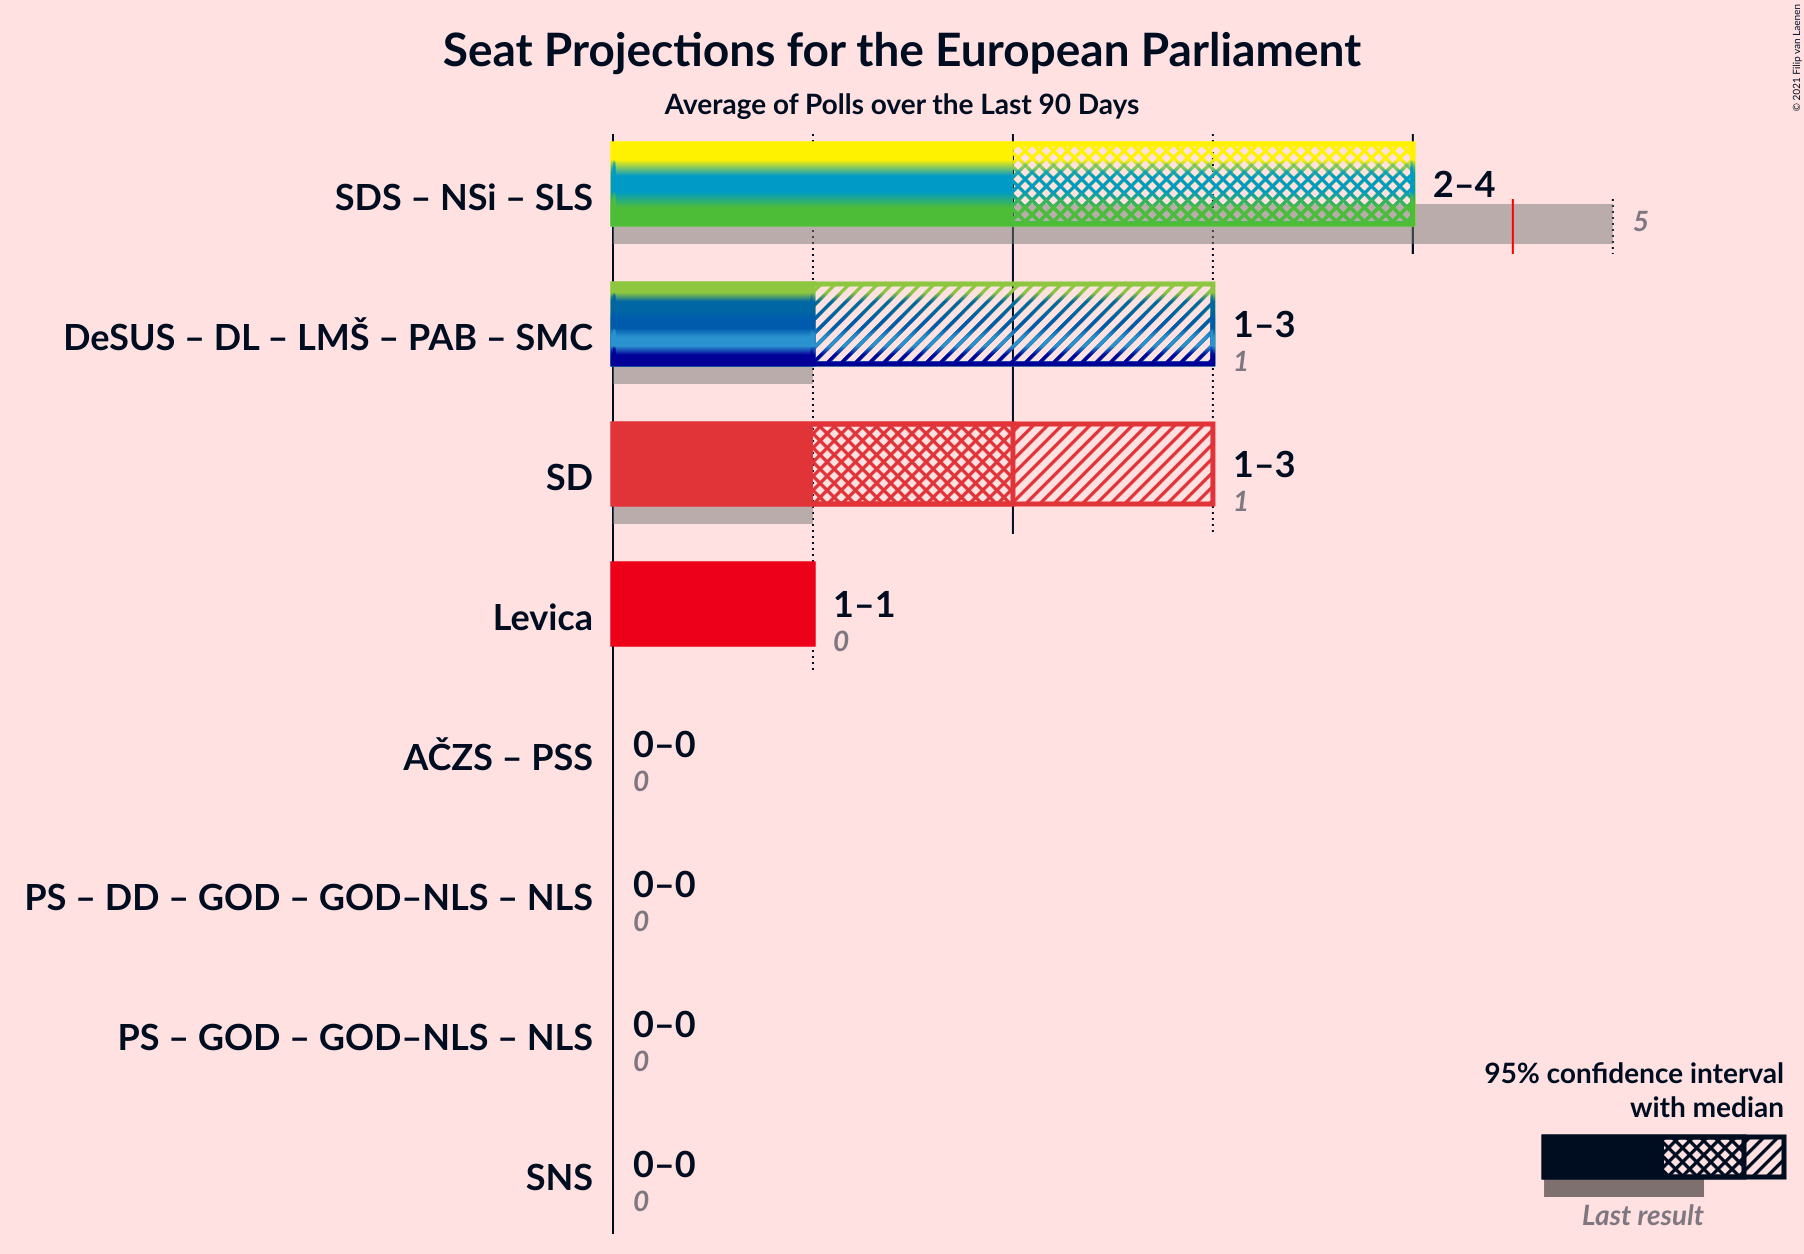 Seat Projections for the European Parliament
Average of Polls over the Last 90 Days
© 2021 Filip van Laenen
SDS – NSi – SLS
2–4
5
DeSUS – DL – LMŠ – PAB – SMC
1–3
1
SD
1–3
1
Levica
1–1
0
AČZS – PSS
0–0
0
PS – DD – GOD – GOD–NLS – NLS
0–0
0
PS – GOD – GOD–NLS – NLS
0–0
0
SNS
0–0
0
95% confidence interval
with median
Last result